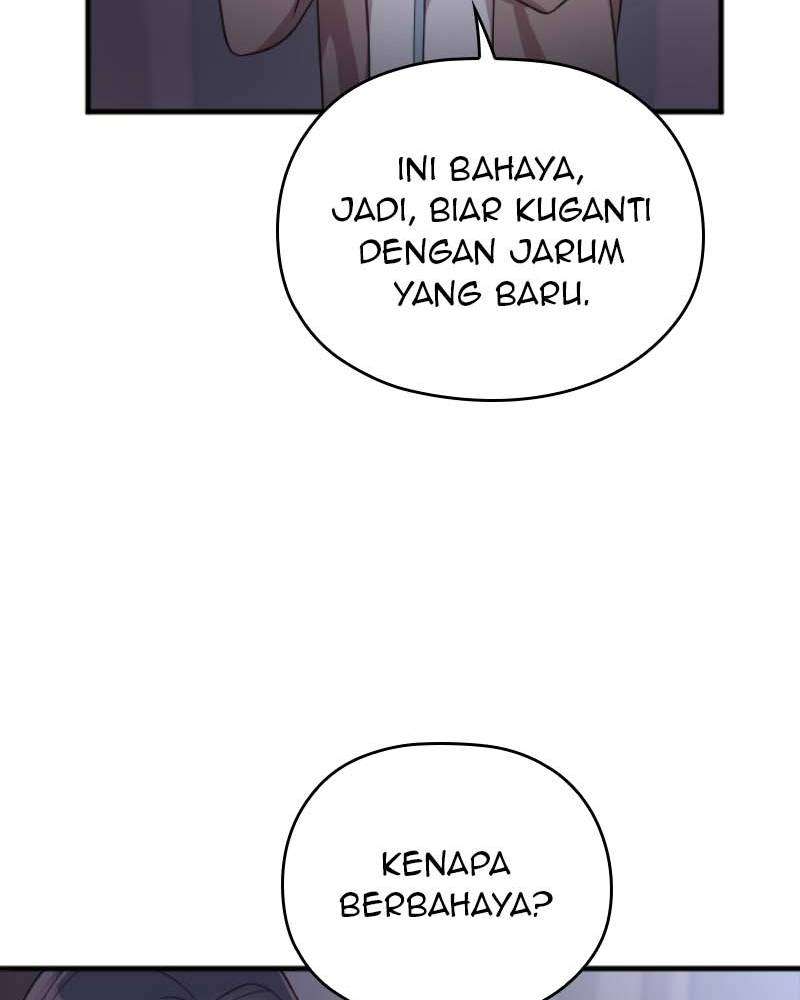 INI BAHAYA,
JADI, BIAR KUGANTI
DENGAN JARUM
YANG BARU.
KENAPA
BERBAHAYA?